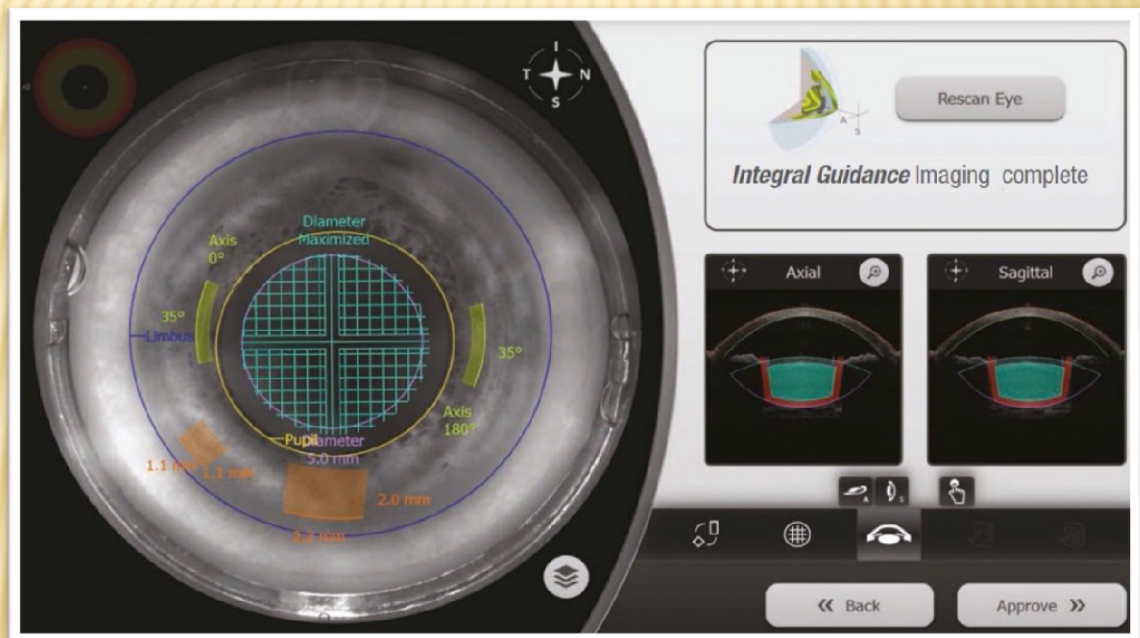 I
T N
S
Diameter
Maximized
Axis
0°
35°
Limbus
35°
Axis
180°
Pupil
Diameter
5.0 mm
1.1 mm
1.1 mm
2.0 mm
Rescan Eye
A
S
Integral Guidance Imaging complete
Axial
Sagittal
A
S
« Back
Approve »